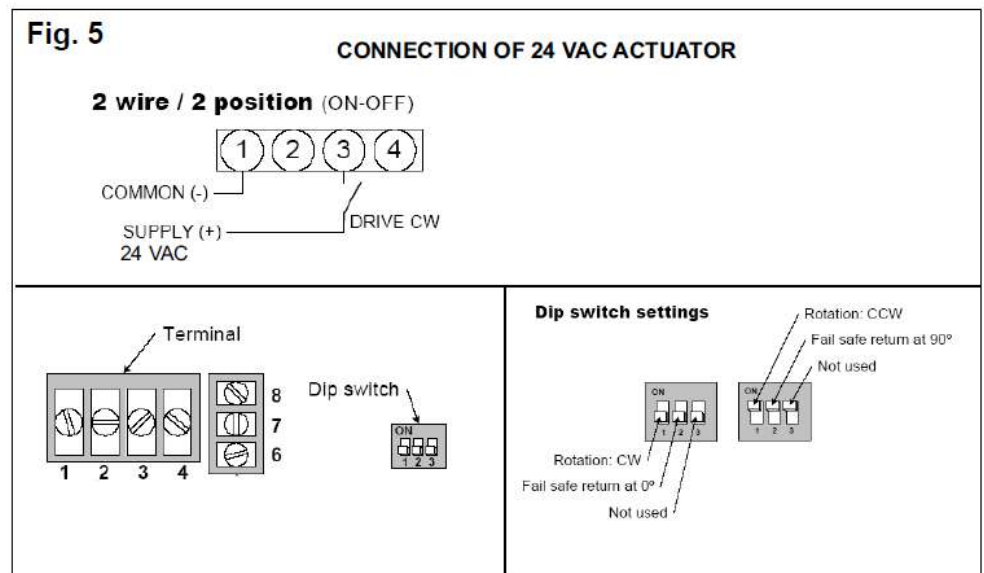 Fig. 5
CONNECTION OF 24 VAC ACTUATOR
2 wire / 2 position (ON-OFF)
1 2 3 4
COMMON (-)
DRIVE CW
SUPPLY (+)
24 VAC
Terminal
8
7
6
1 2 3 4
Dip switch
ON
1 2 3
Dip switch settings
Rotation: CCW
Fail safe return at 90º
Not used
ON
1 2 3
ON
1 2 3
Rotation: CW
Fail safe return at 0º
Not used